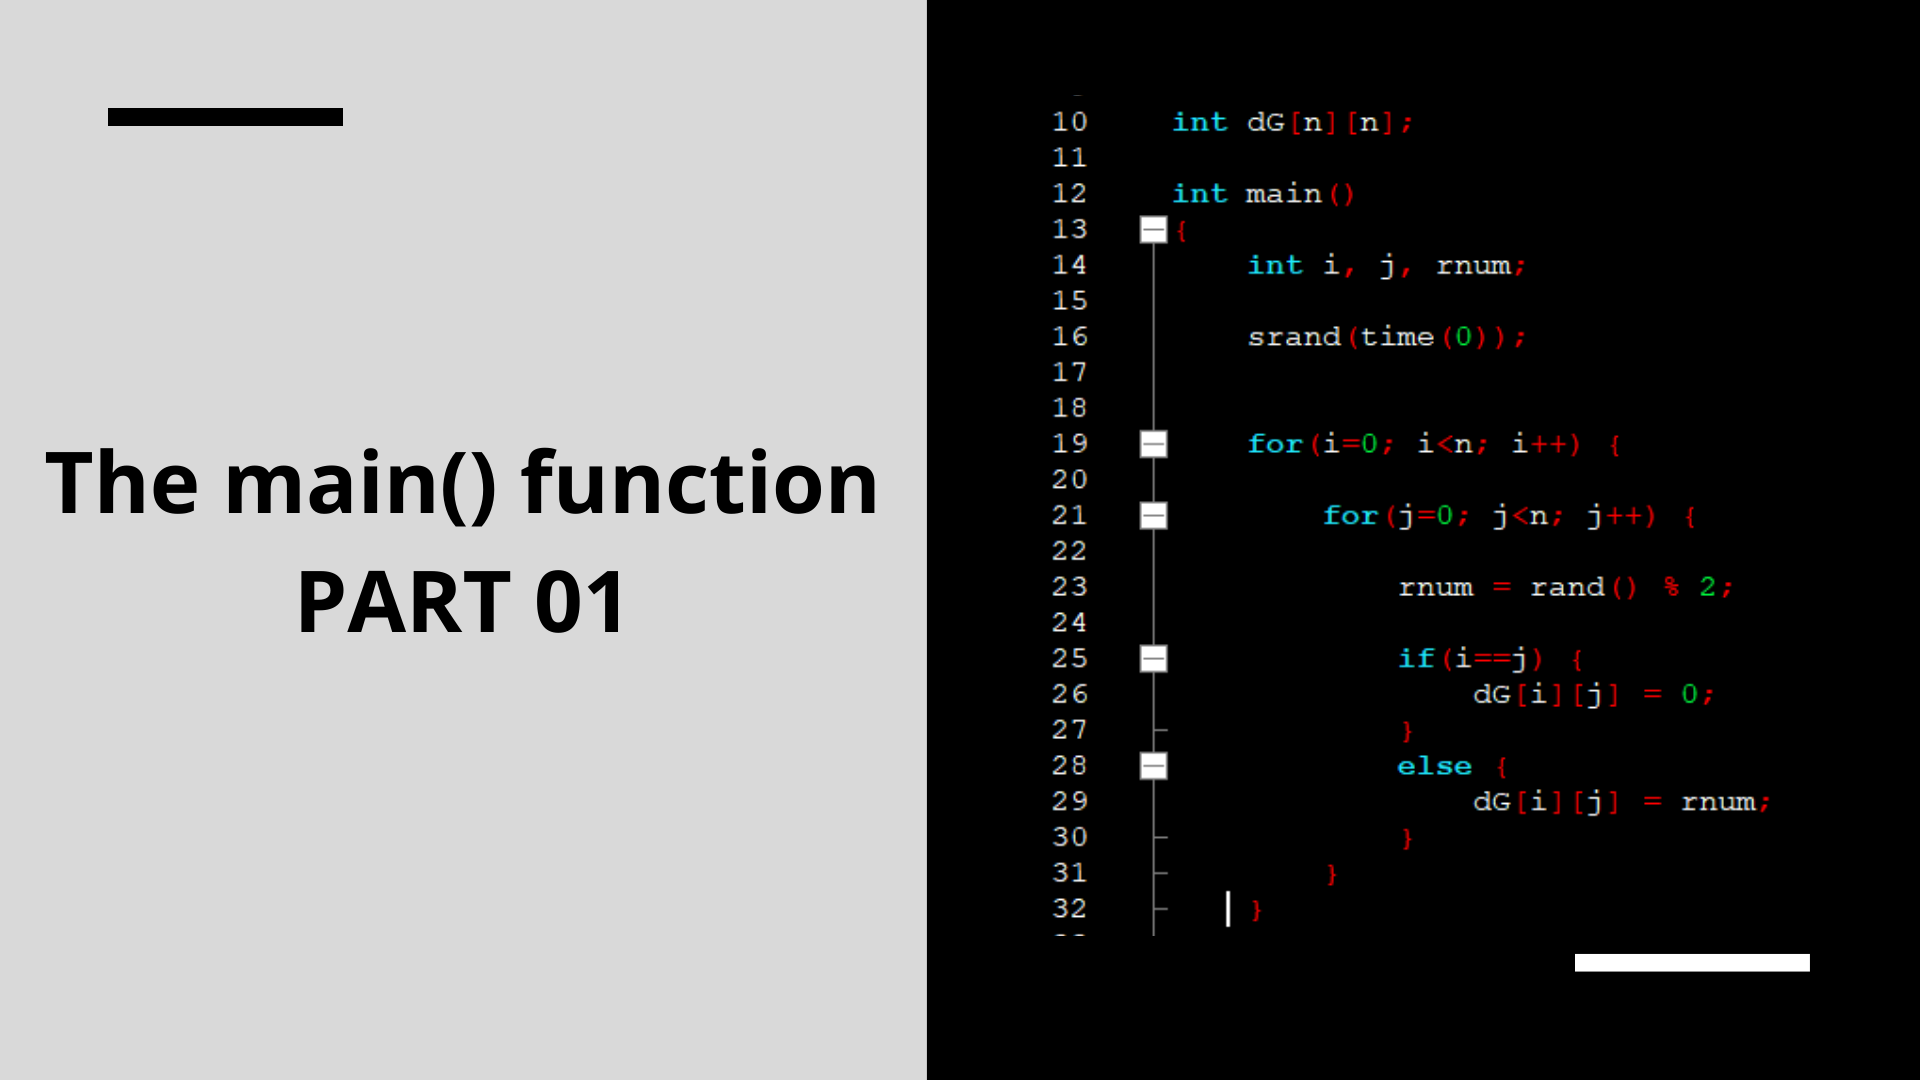 The main() function
PART 01
10 int dG[n][n];
11
12 int main()
13 {
14 int i, j, rnum;
15
16 srand(time(0));
17
18
19 for(i=0; i<n; i++) {
20
21 for(j=0; j<n; j++) {
22
23 rnum = rand() % 2;
24
25 if(i==j) {
26 dG[i][j] = 0;
27 }
28 else {
29 dG[i][j] = rnum;
30 }
31 }
32 }